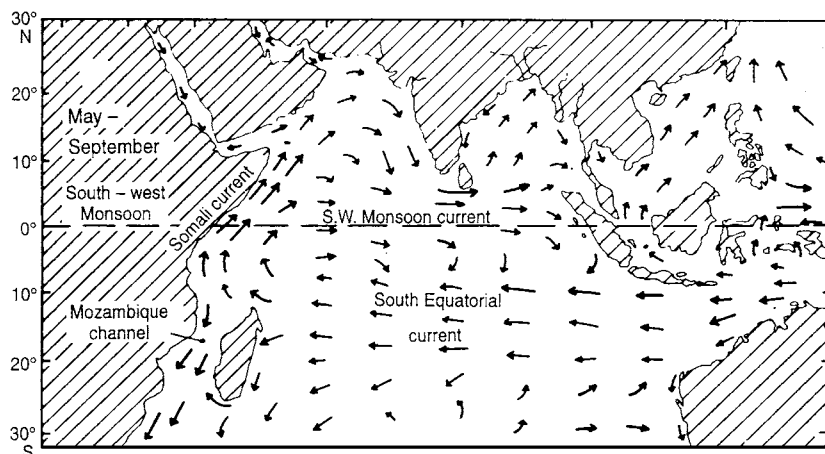 30°
N
20°
10°
0°
10°
20°
30°
S
May –
September
South – west
Monsoon
Somali current
S.W. Monsoon current
South Equatorial
current
Mozambique
channel